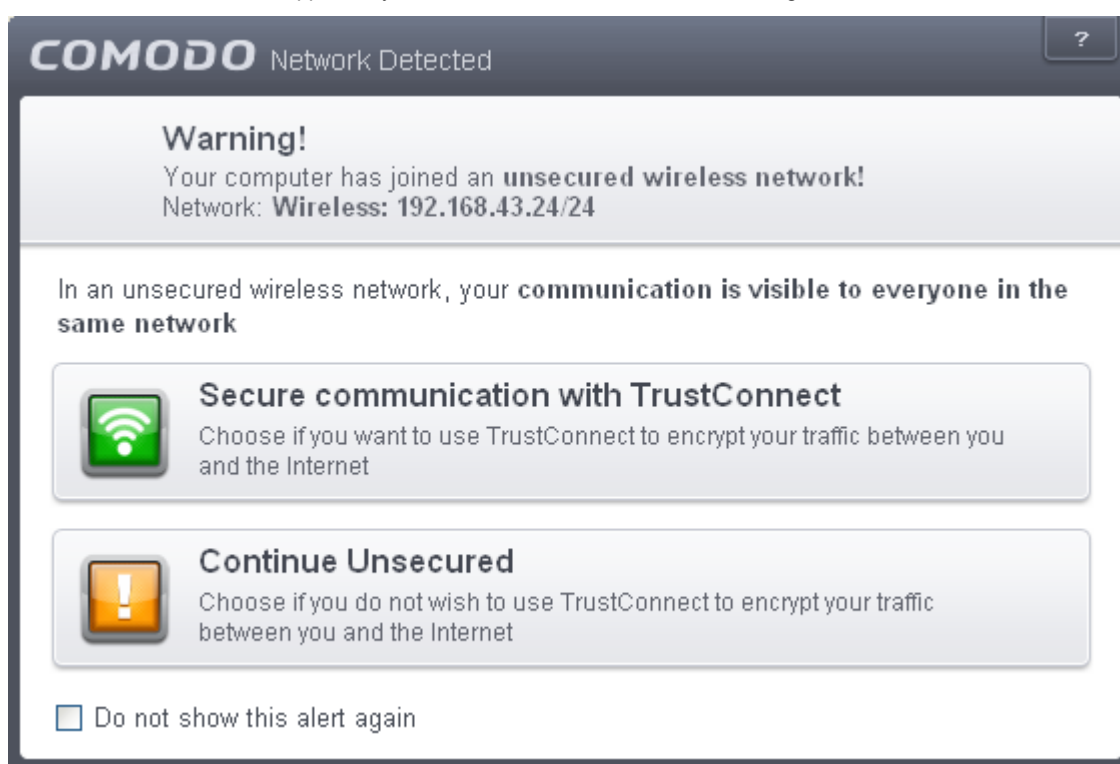 COMODO Network Detected
?
Warning!
Your computer has joined an unsecured wireless network!
Network: Wireless: 192.168.43.24/24
In an unsecured wireless network, your communication is visible to everyone in the
same network
Secure communication with TrustConnect
Choose if you want to use TrustConnect to encrypt your traffic between you
and the Internet
!
Continue Unsecured
Choose if you do not wish to use TrustConnect to encrypt your traffic
between you and the Internet
Do not show this alert again